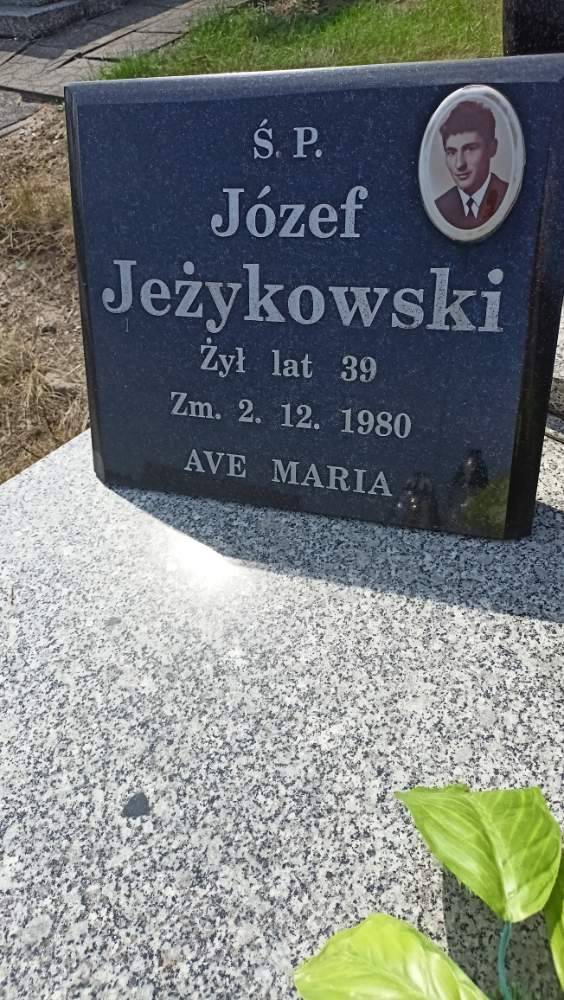 Ś. P.
Józef
Jeżykowski
Żył lat 39
Zm. 2. 12. 1980
AVE MARIA